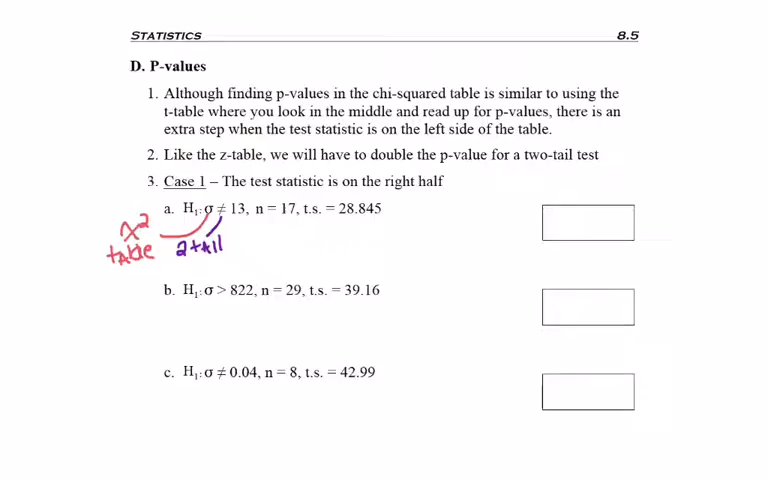 STATISTICS 8.5
D. P-values
1. Although finding p-values in the chi-squared table is similar to using the
t-table where you look in the middle and read up for p-values, there is an
extra step when the test statistic is on the left side of the table.
2. Like the z-table, we will have to double the p-value for a two-tail test
3. Case 1 – The test statistic is on the right half
a. H₁: σ ≠ 13, n = 17, t.s. = 28.845
x²
table 2tail
b. H₁: σ > 822, n = 29, t.s. = 39.16
c. H₁: σ ≠ 0.04, n = 8, t.s. = 42.99